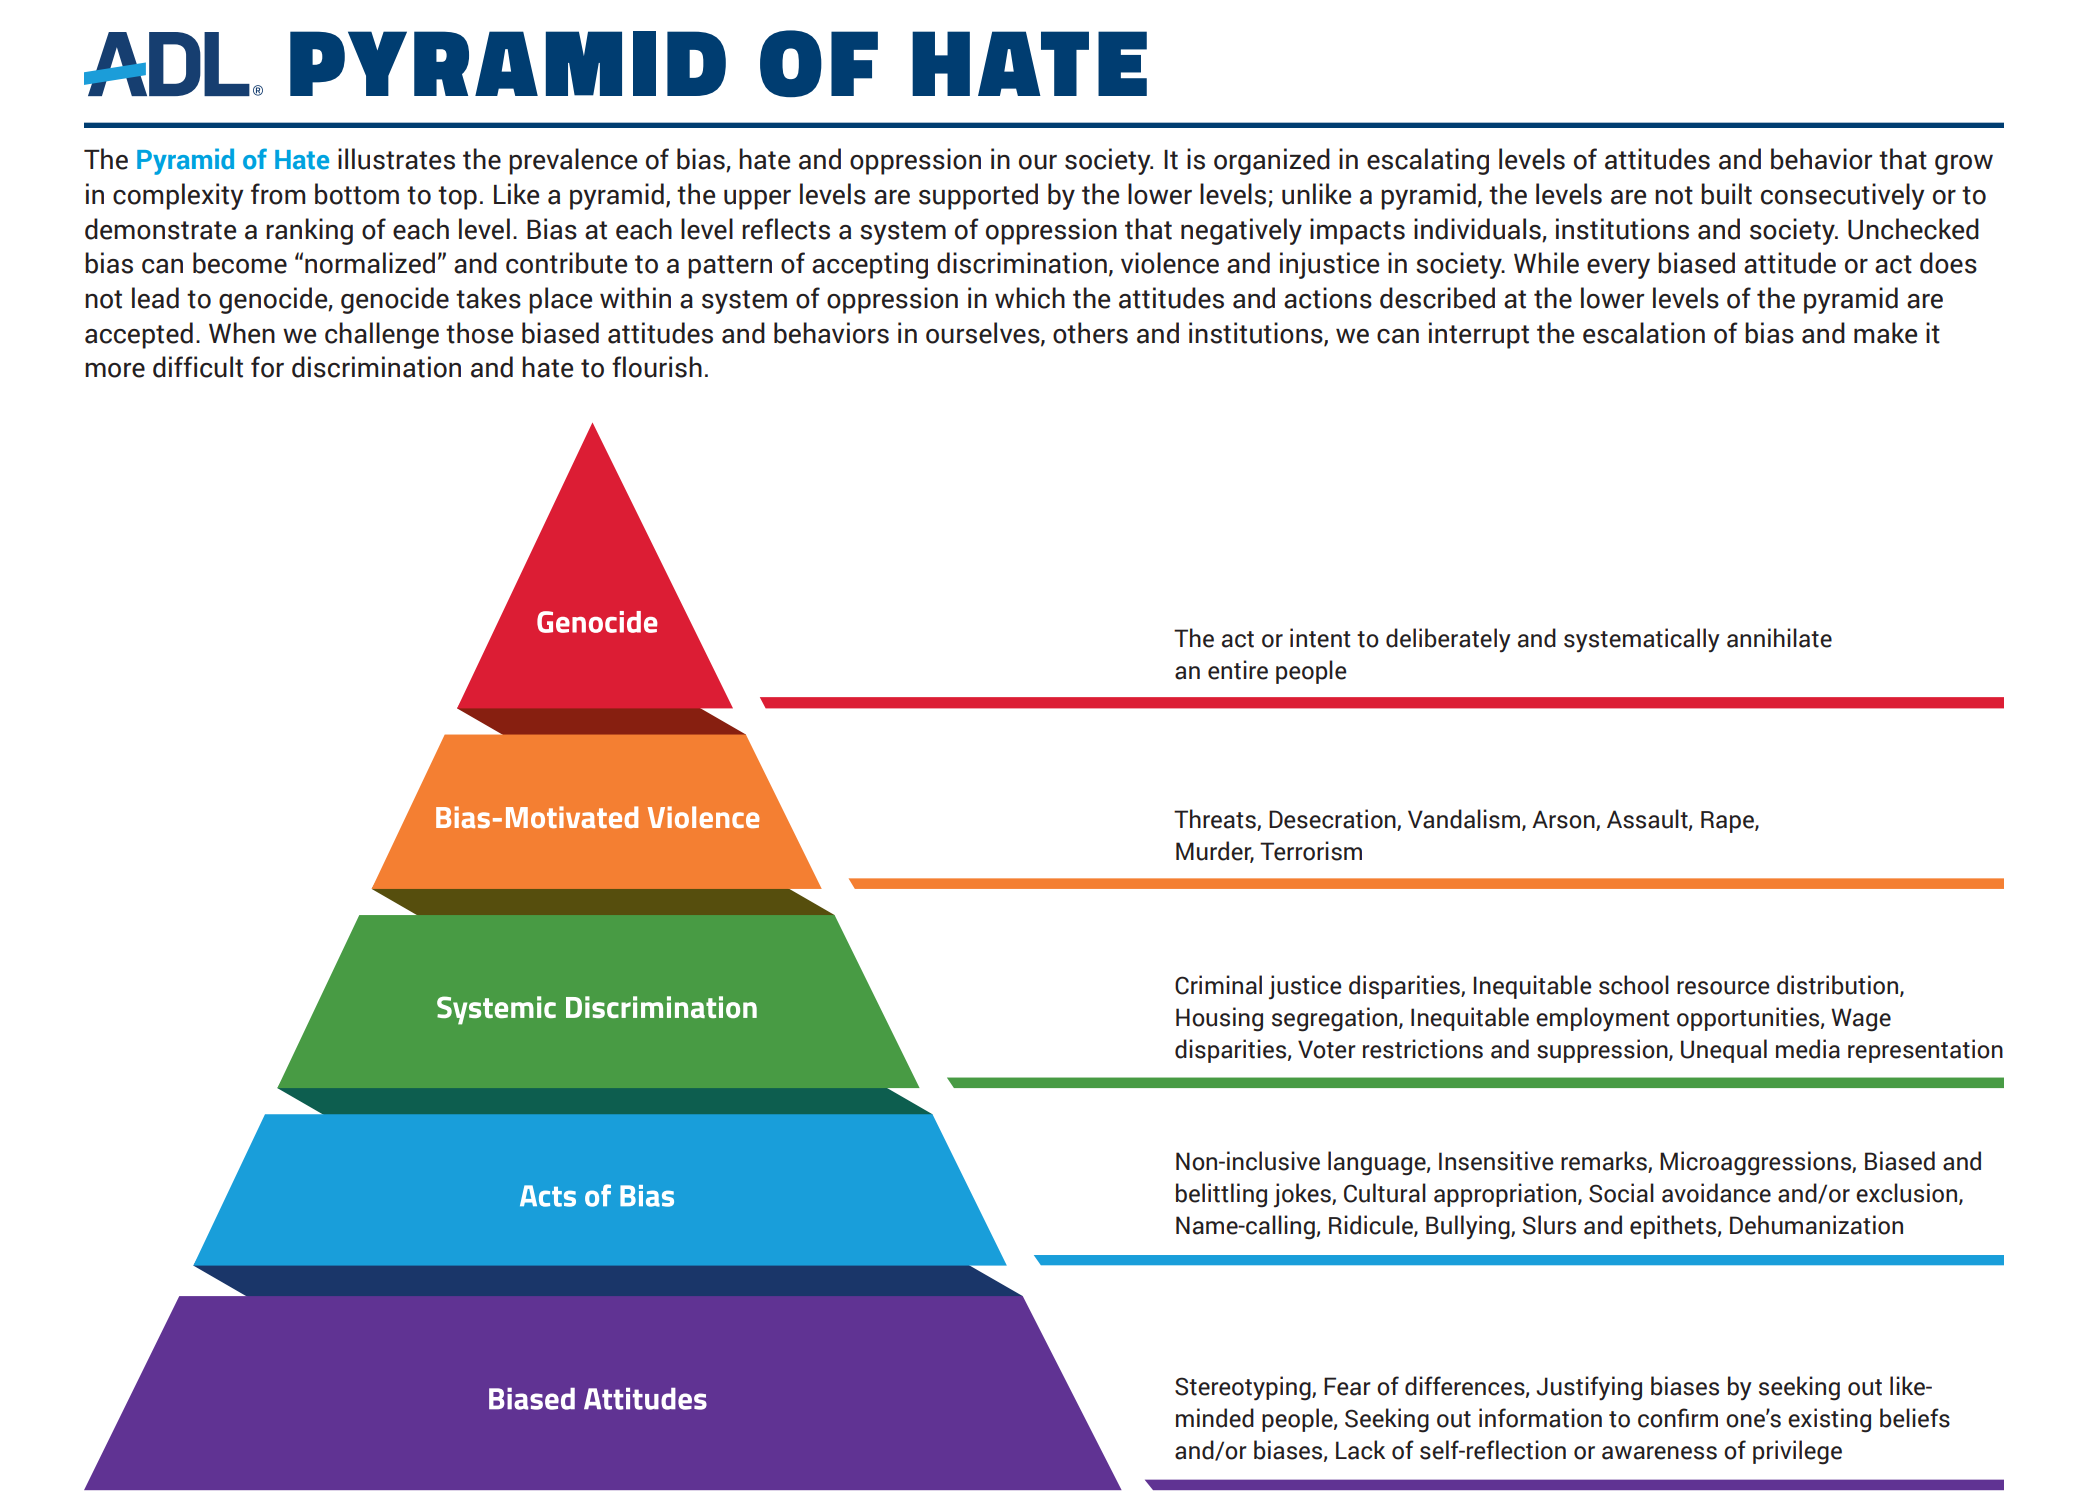 ADL® PYRAMID OF HATE
The Pyramid of Hate illustrates the prevalence of bias, hate and oppression in our society. It is organized in escalating levels of attitudes and behavior that grow
in complexity from bottom to top. Like a pyramid, the upper levels are supported by the lower levels; unlike a pyramid, the levels are not built consecutively or to
demonstrate a ranking of each level. Bias at each level reflects a system of oppression that negatively impacts individuals, institutions and society. Unchecked
bias can become “normalized” and contribute to a pattern of accepting discrimination, violence and injustice in society. While every biased attitude or act does
not lead to genocide, genocide takes place within a system of oppression in which the attitudes and actions described at the lower levels of the pyramid are
accepted. When we challenge those biased attitudes and behaviors in ourselves, others and institutions, we can interrupt the escalation of bias and make it
more difficult for discrimination and hate to flourish.
Genocide
The act or intent to deliberately and systematically annihilate
an entire people
Bias-Motivated Violence
Threats, Desecration, Vandalism, Arson, Assault, Rape,
Murder, Terrorism
Systemic Discrimination
Criminal justice disparities, Inequitable school resource distribution,
Housing segregation, Inequitable employment opportunities, Wage
disparities, Voter restrictions and suppression, Unequal media representation
Acts of Bias
Non-inclusive language, Insensitive remarks, Microaggressions, Biased and
belittling jokes, Cultural appropriation, Social avoidance and/or exclusion,
Name-calling, Ridicule, Bullying, Slurs and epithets, Dehumanization
Biased Attitudes
Stereotyping, Fear of differences, Justifying biases by seeking out like-
minded people, Seeking out information to confirm one’s existing beliefs
and/or biases, Lack of self-reflection or awareness of privilege